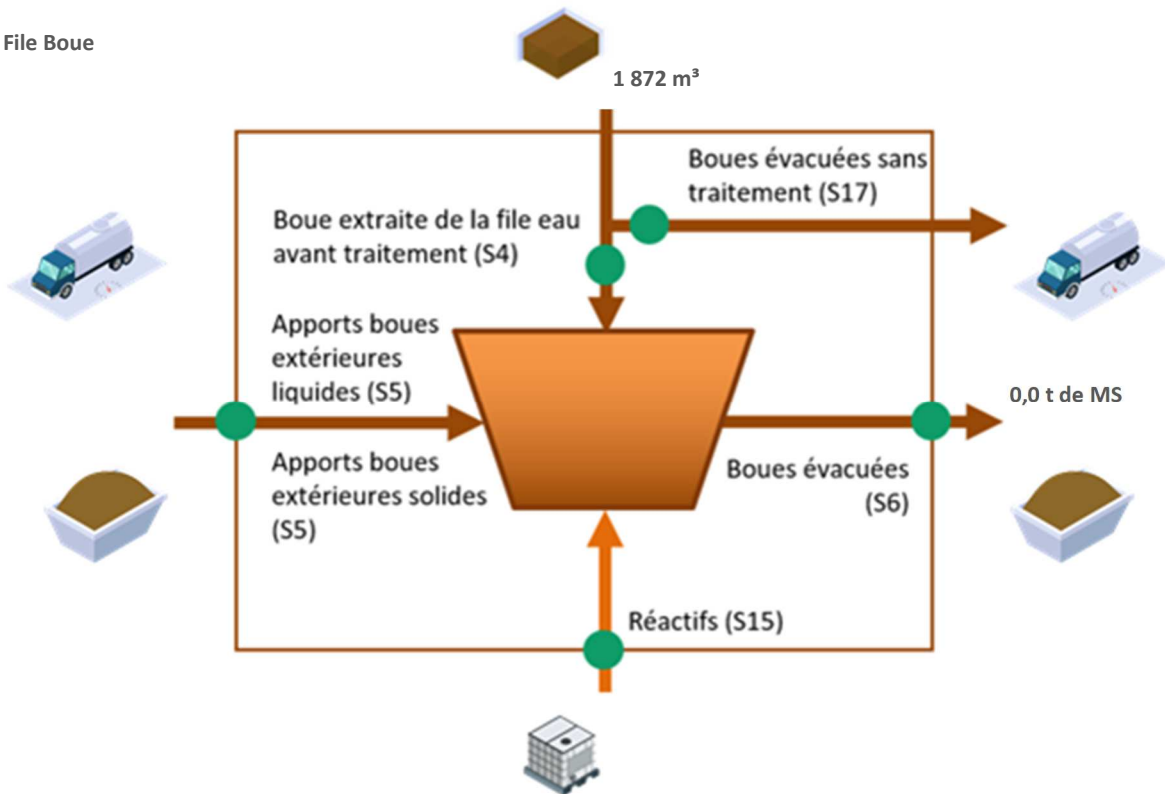 File Boue
1 872 m³
Boues évacuées sans
traitement (S17)
Boue extraite de la file eau
avant traitement (S4)
Apports boues
extérieures
liquides (S5)
0,0 t de MS
Apports boues
extérieures solides
(S5)
Boues évacuées
(S6)
Réactifs (S15)